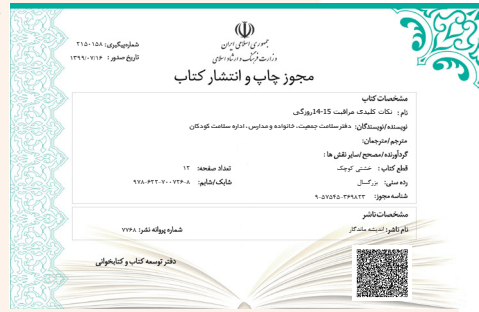 جمهوری اسلامی ایران
وزارت فرهنگ و ارشاد اسلامی
شماره‌پیگیری: ۲۱۵۰۱۵۸
تاریخ صدور: ۱۳۹۹/۰۷/۱۶
مجوز چاپ و انتشار کتاب
مشخصات کتاب
نام: نکات کلیدی مراقبت 15-14روزگی
نویسنده/نویسندگان: دفتر سلامت جمعیت، خانواده و مدارس، اداره سلامت کودکان
مترجم/مترجمان:
گردآورنده/مصحح/سایر نقش ها:
قطع کتاب: خشتی کوچک
تعداد صفحه: ۱۲
رده سنی: بزرگسال
شابک/شاپم: ۹۷۸-۶۲۲-۷۰۰۷۲۶-۸
شناسه مجوز: ۹-۵۷۵۴۵-۳۶۹۸۲۳
مشخصات ناشر
نام ناشر: اندیشه ماندگار
شماره پروانه نشر: ۷۷۶۸
دفتر توسعه کتاب و کتابخوانی